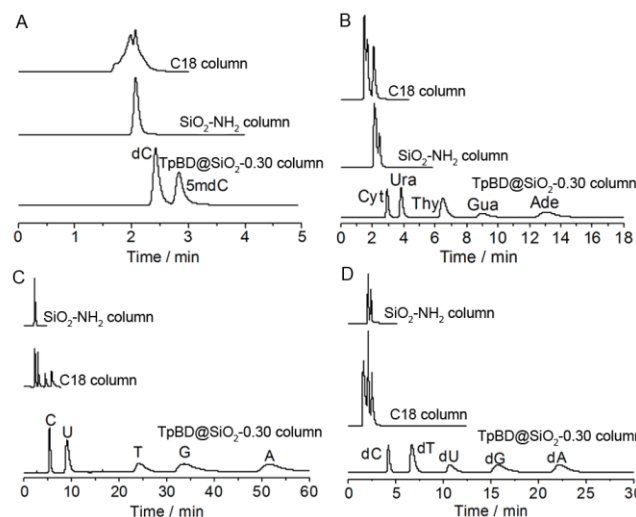 A
C18 column
SiO₂-NH₂ column
dC TpBD@SiO₂-0.30 column
5mdC
0 1 2 3 4 5
Time / min
B
C18 column
SiO₂-NH₂ column
Ura TpBD@SiO₂-0.30 column
Cyt Thy Gua Ade
0 2 4 6 8 10 12 14 16 18
Time / min
C
SiO₂-NH₂ column
C18 column
C U TpBD@SiO₂-0.30 column
T G A
0 10 20 30 40 50 60
Time / min
D
SiO₂-NH₂ column
C18 column
TpBD@SiO₂-0.30 column
dC dT dU dG dA
0 5 10 15 20 25 30
Time / min